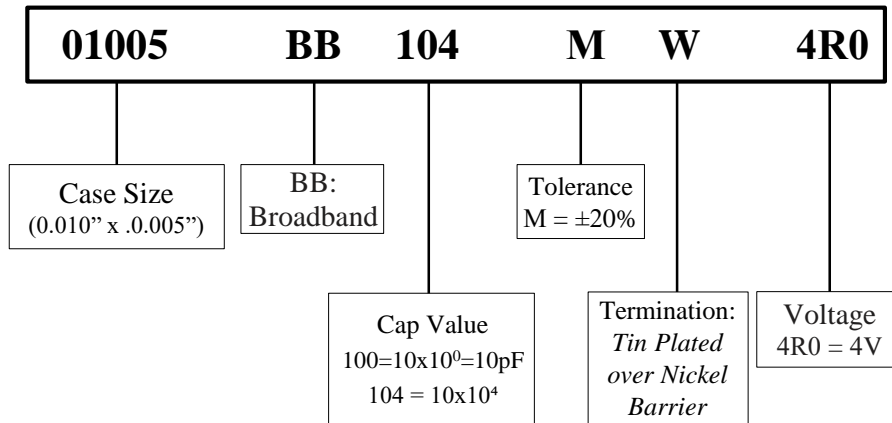 01005 BB 104 M W 4R0
Case Size
(0.010” x .0.005”)
BB:
Broadband
Tolerance
M = ±20%
Cap Value
100=10x10⁰=10pF
104 = 10x10⁴
Termination:
Tin Plated
over Nickel
Barrier
Voltage
4R0 = 4V